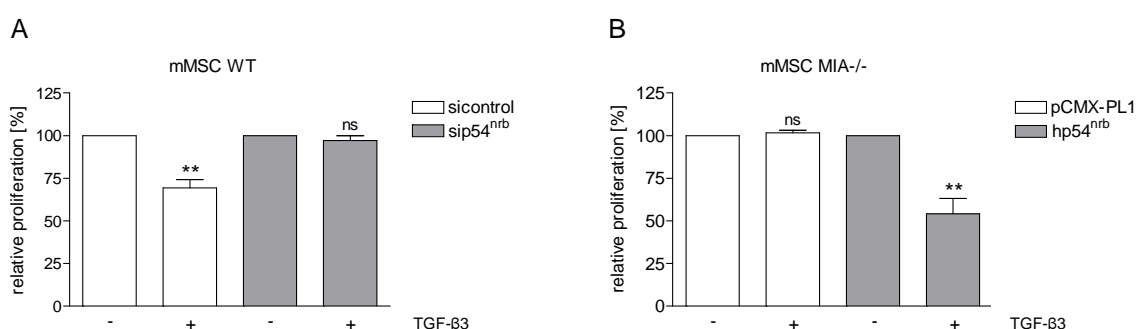 A
mMSC WT
relative proliferation [%]
125
100
75
50
25
0
**
ns
- + - + TGF-ß3
sicontrol
sip54nrb
B
mMSC MIA-/-
relative proliferation [%]
125
100
75
50
25
0
ns
**
- + - + TGF-ß3
pCMX-PL1
hp54nrb